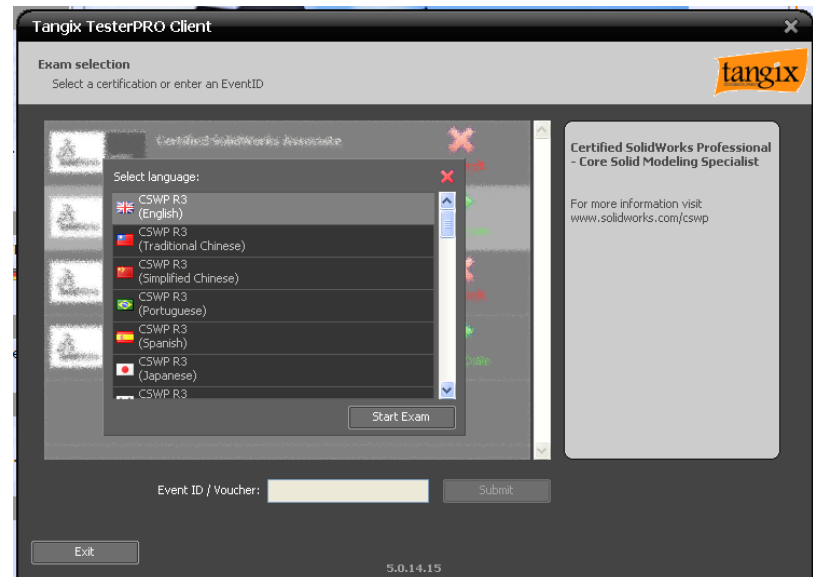 Tangix TesterPRO Client
Exam selection
Select a certification or enter an EventID
tangix
Certified SolidWorks Associate
Select language:
CSWP R3
(English)
CSWP R3
(Traditional Chinese)
CSWP R3
(Simplified Chinese)
CSWP R3
(Portuguese)
CSWP R3
(Spanish)
CSWP R3
(Japanese)
CSWP R3
Start Exam
Certified SolidWorks Professional
- Core Solid Modeling Specialist
For more information visit
www.solidworks.com/cswp
Event ID / Voucher:
Submit
Exit
5.0.14.15